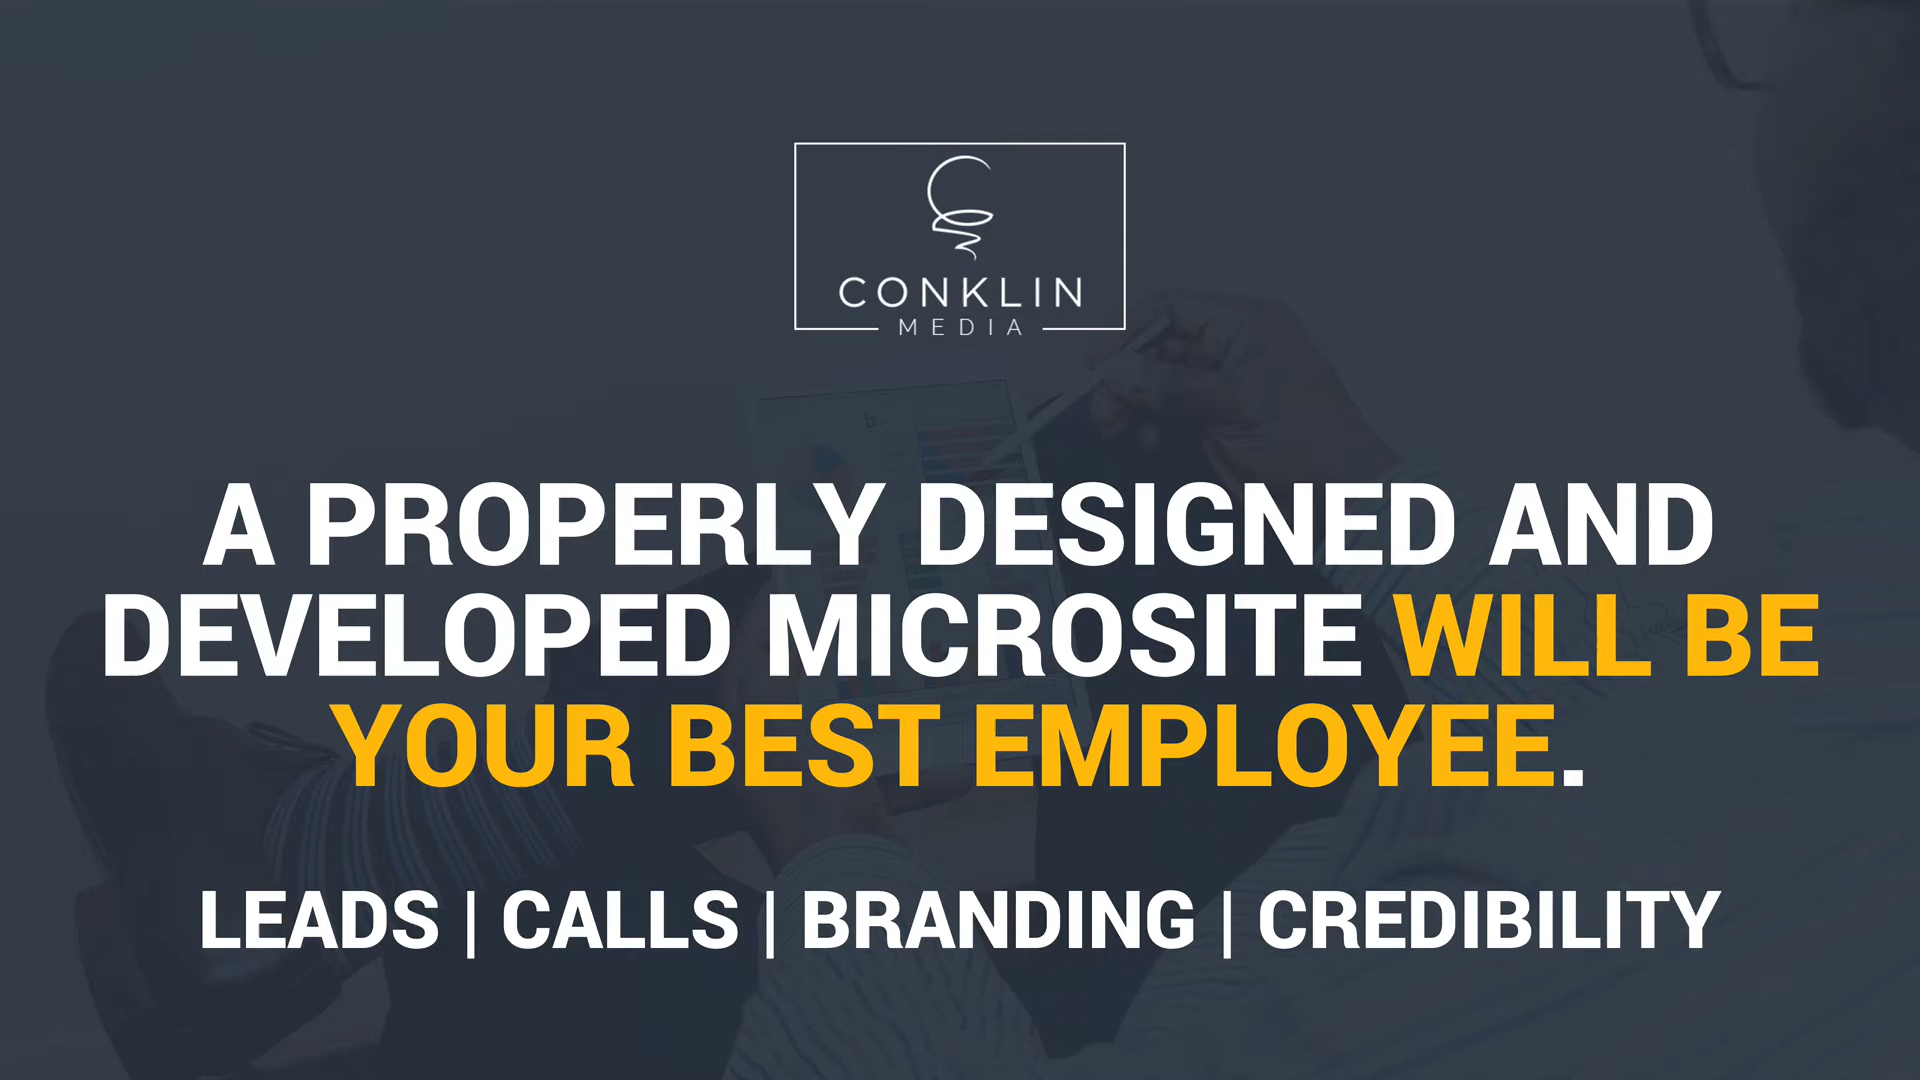 CONKLIN
MEDIA
b.
A PROPERLY DESIGNED AND
DEVELOPED MICROSITE WILL BE
YOUR BEST EMPLOYEE.
LEADS | CALLS | BRANDING | CREDIBILITY